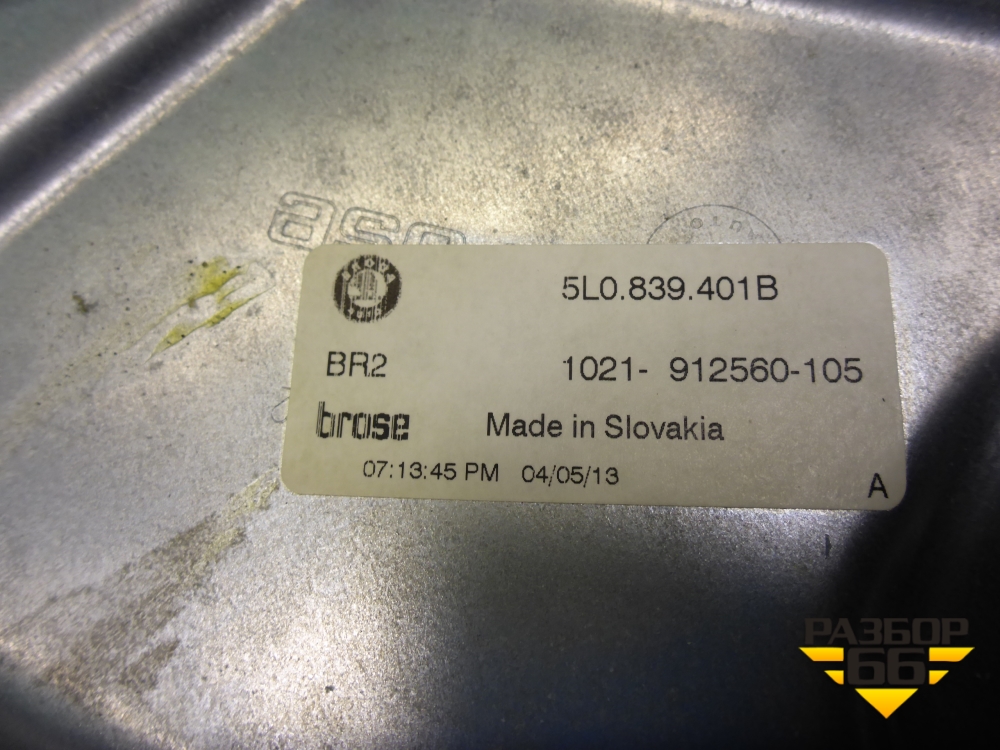 5L0.839.401B
BR2 1021- 912560-105
brose Made in Slovakia
07:13:45 PM 04/05/13
A
РАЗБОР
66